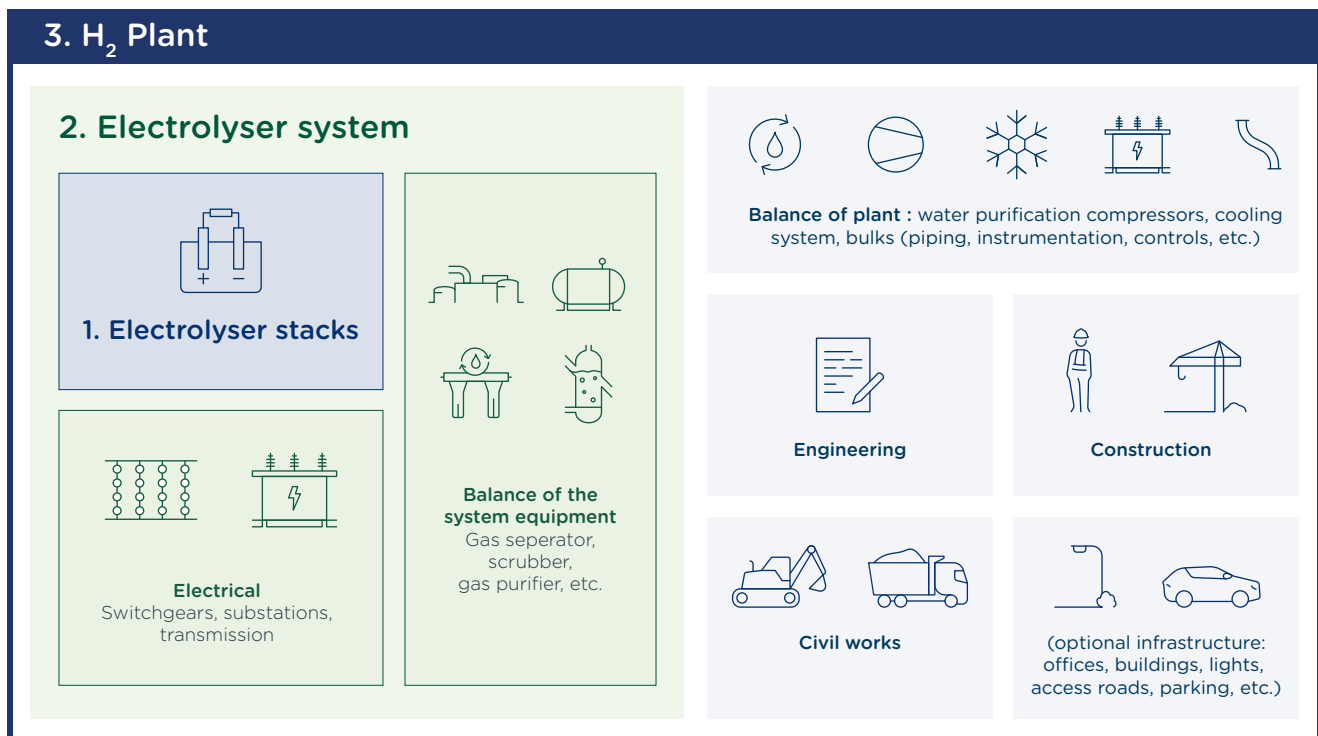 3. H2 Plant
2. Electrolyser system
+ −
1. Electrolyser stacks
Electrical
Switchgears, substations,
transmission
Balance of the
system equipment
Gas seperator,
scrubber,
gas purifier, etc.
Balance of plant : water purification compressors, cooling
system, bulks (piping, instrumentation, controls, etc.)
Engineering
Construction
Civil works
(optional infrastructure:
offices, buildings, lights,
access roads, parking, etc.)